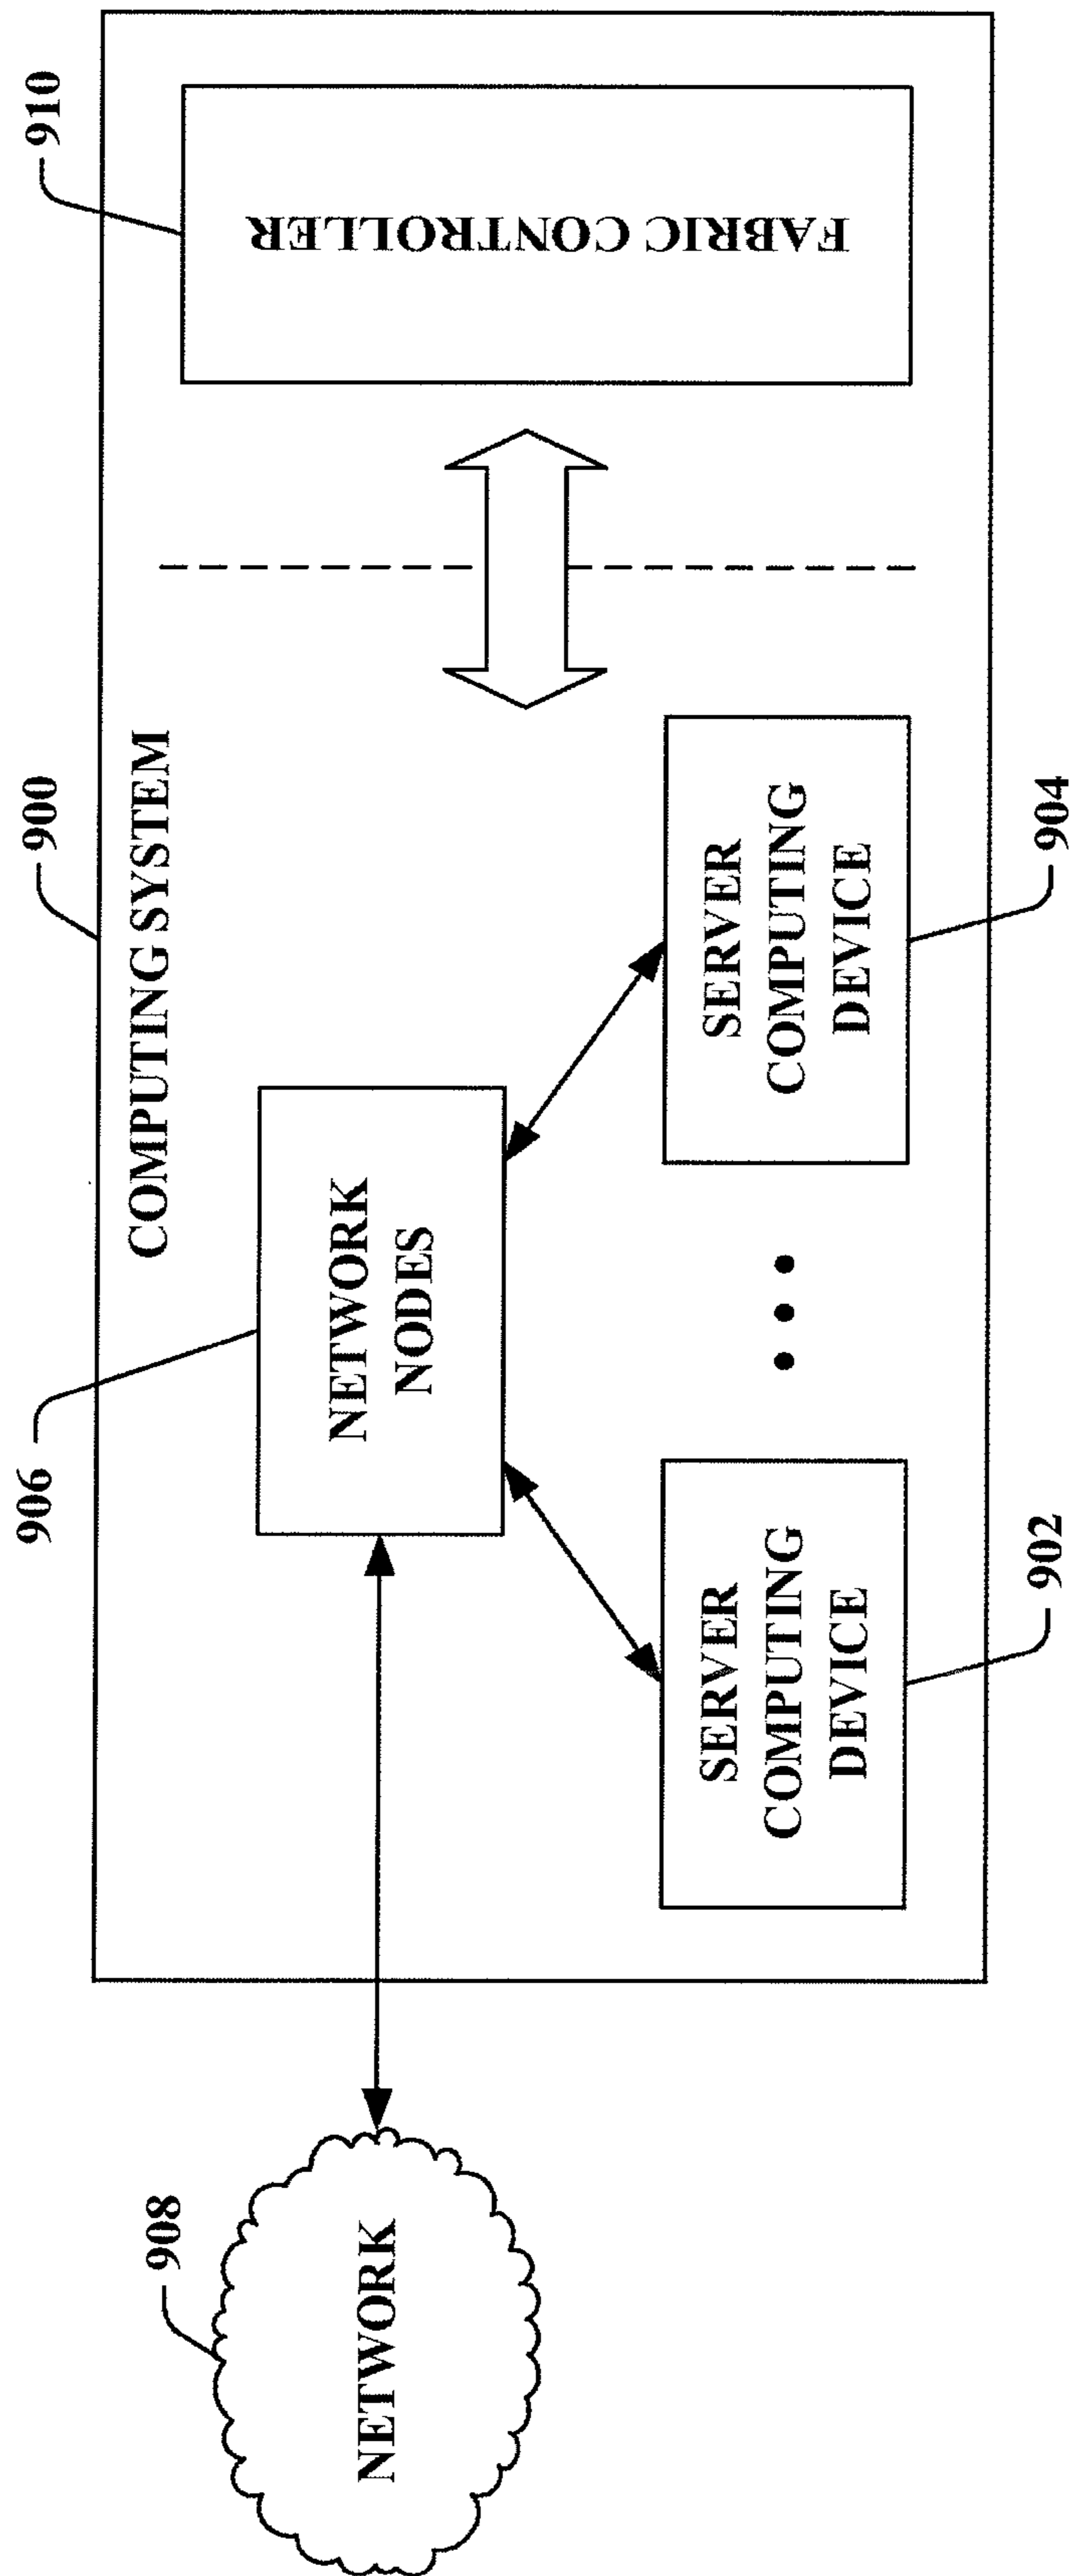 900
COMPUTING SYSTEM
908
NETWORK
906
NETWORK
NODES
902
SERVER
COMPUTING
DEVICE
904
SERVER
COMPUTING
DEVICE
910
FABRIC CONTROLLER